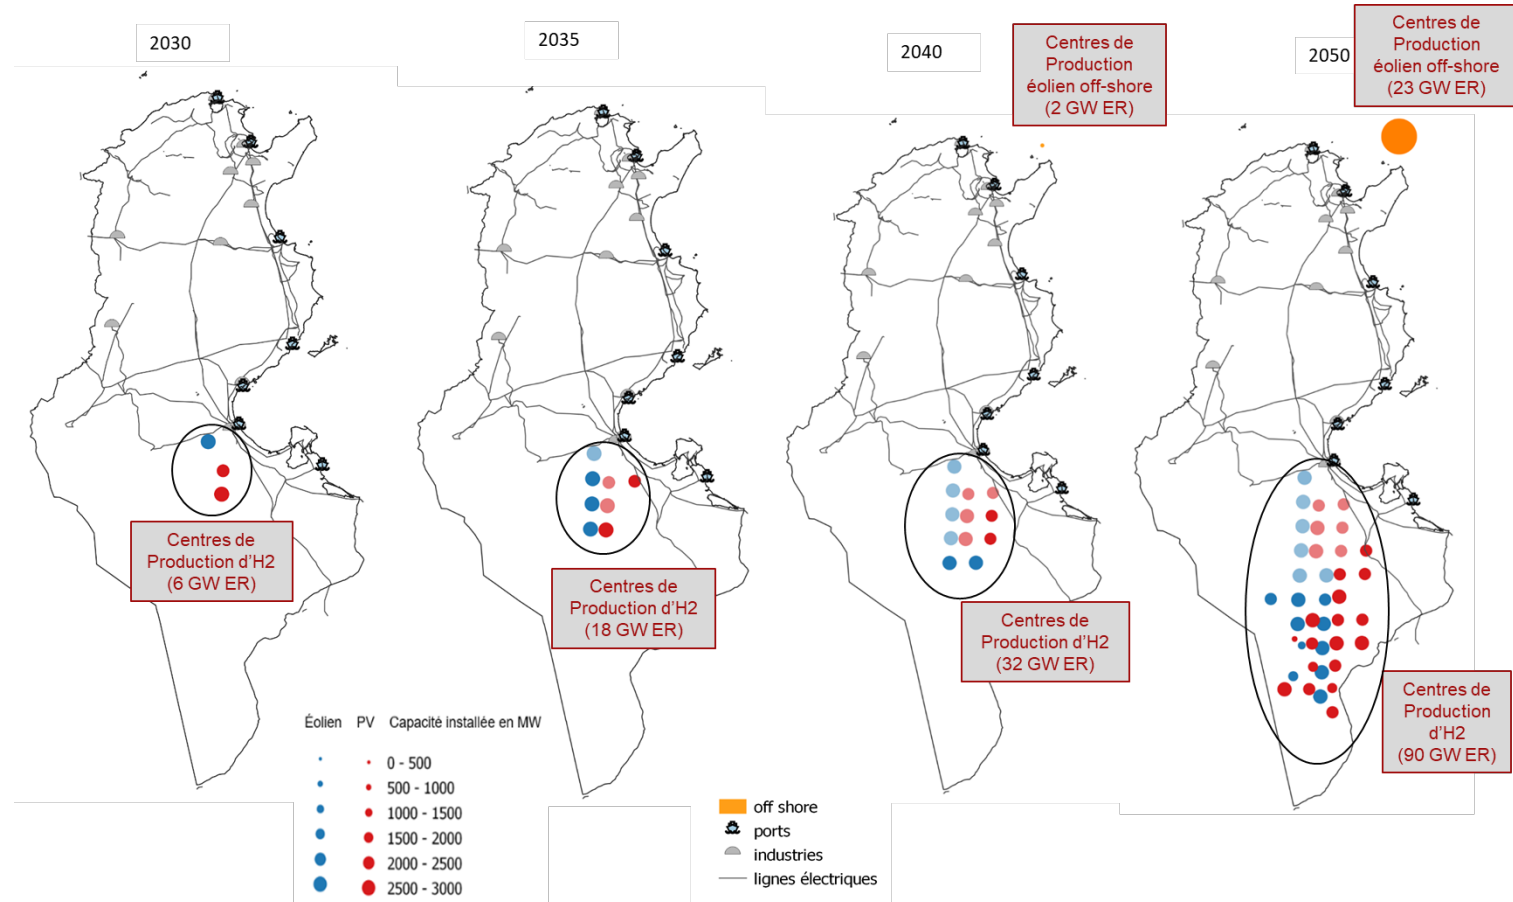 2030
2035
2040
2050
Centres de
Production
éolien off-shore
(2 GW ER)
Centres de
Production
éolien off-shore
(23 GW ER)
Centres de
Production d'H2
(6 GW ER)
Centres de
Production d'H2
(18 GW ER)
Centres de
Production d'H2
(32 GW ER)
Centres de
Production
d'H2
(90 GW ER)
Éolien PV Capacité installée en MW
0 - 500
500 - 1000
1000 - 1500
1500 - 2000
2000 - 2500
2500 - 3000
off shore
ports
industries
lignes électriques